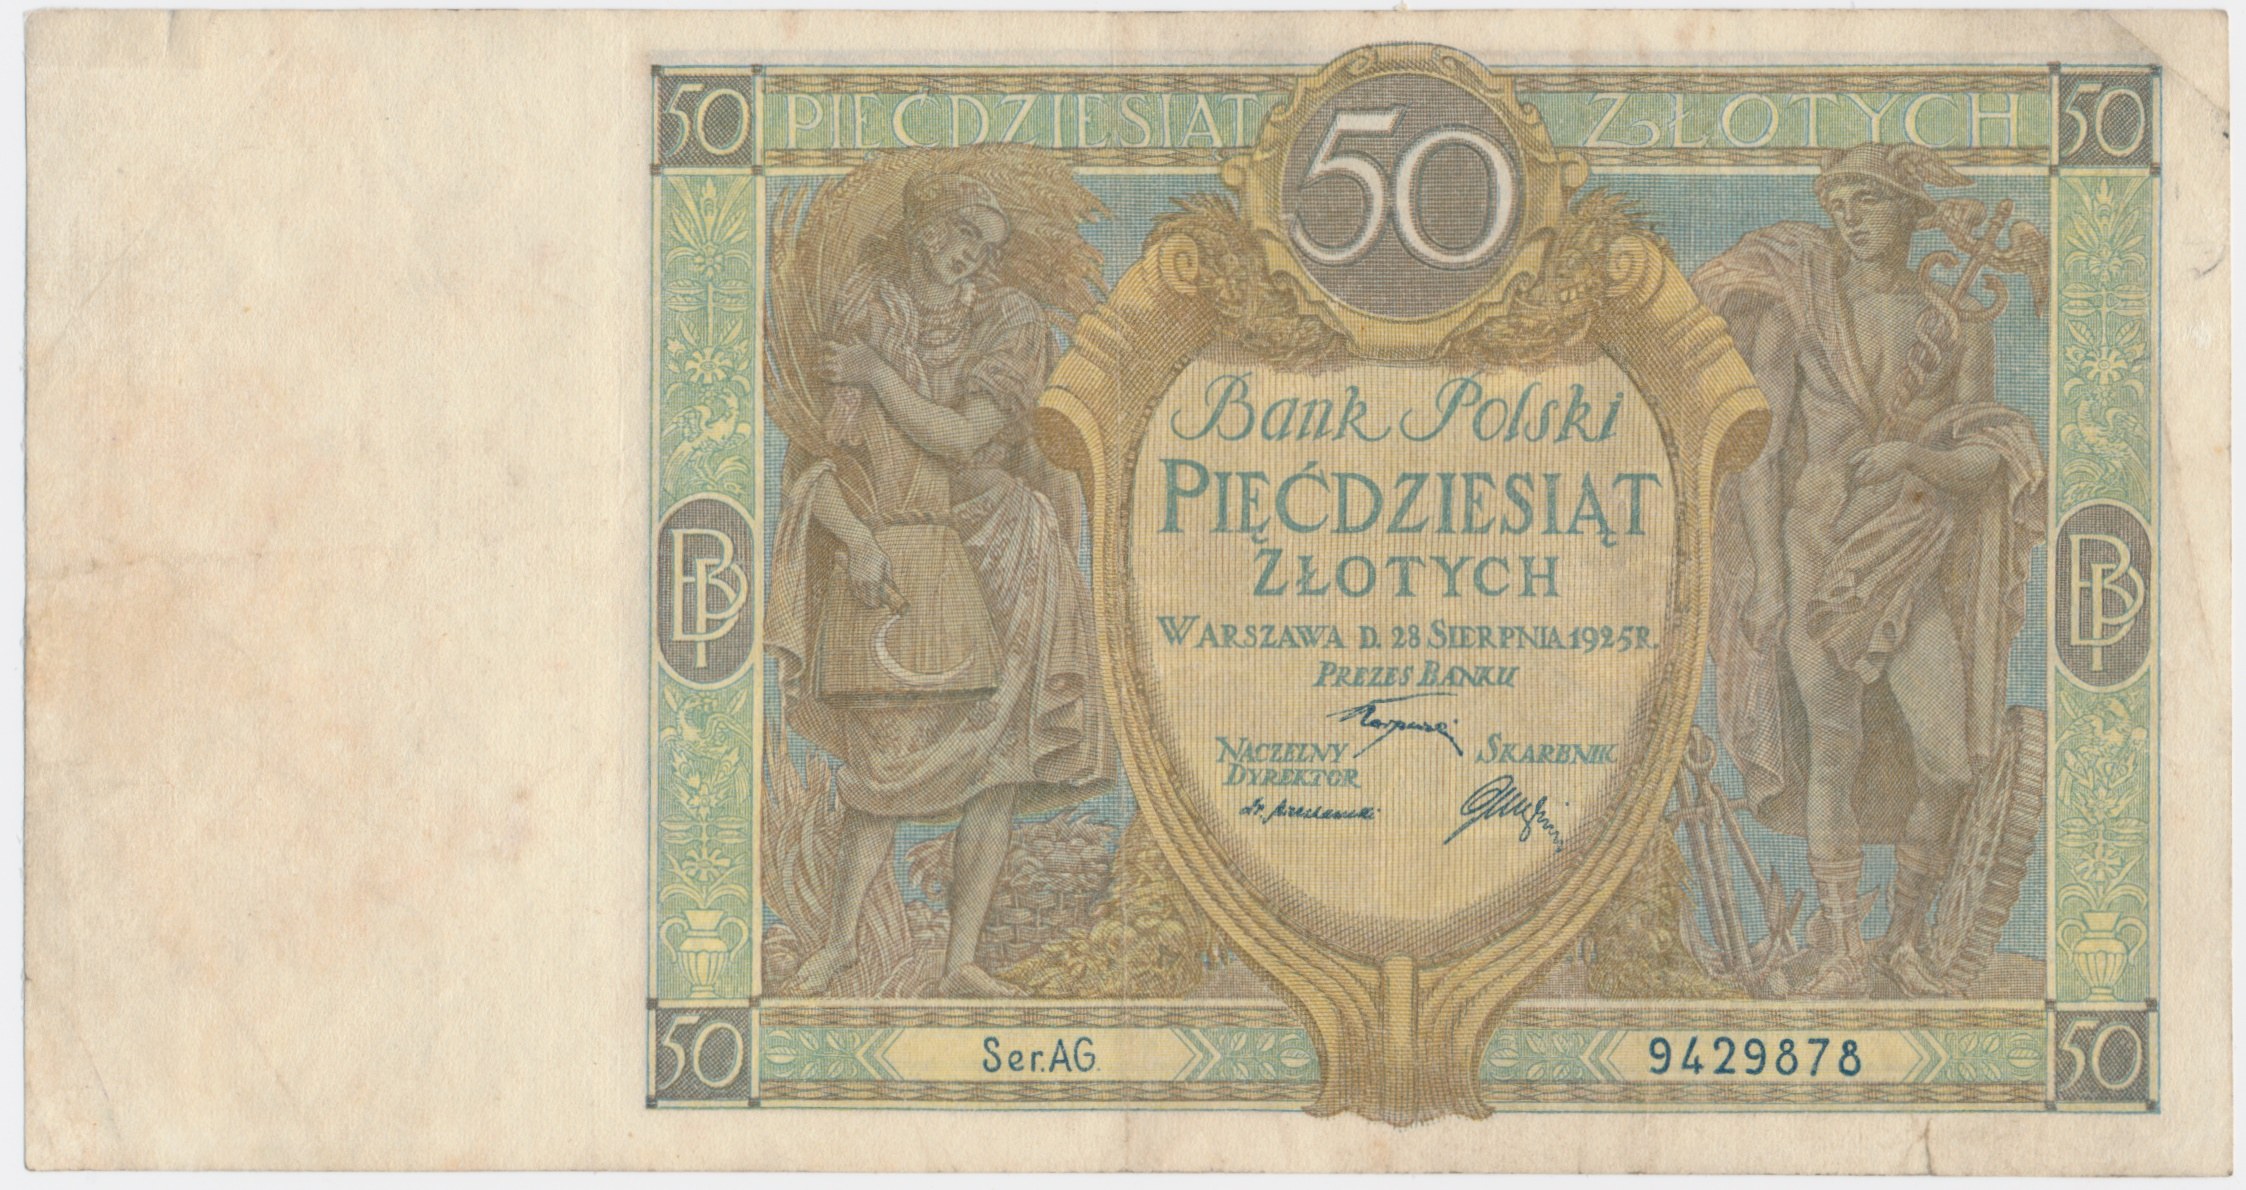 50 PIĘĆDZIESIĄT 50 ZŁOTYCH 50
Bank Polski
PIĘĆDZIESIĄT
ZŁOTYCH
WARSZAWA D. 28 SIERPNIA 1925 R.
PREZES BANKU
NACZELNY
DYREKTOR
SKARBNIK
BP BP
50 Ser.AG. 9429878 50